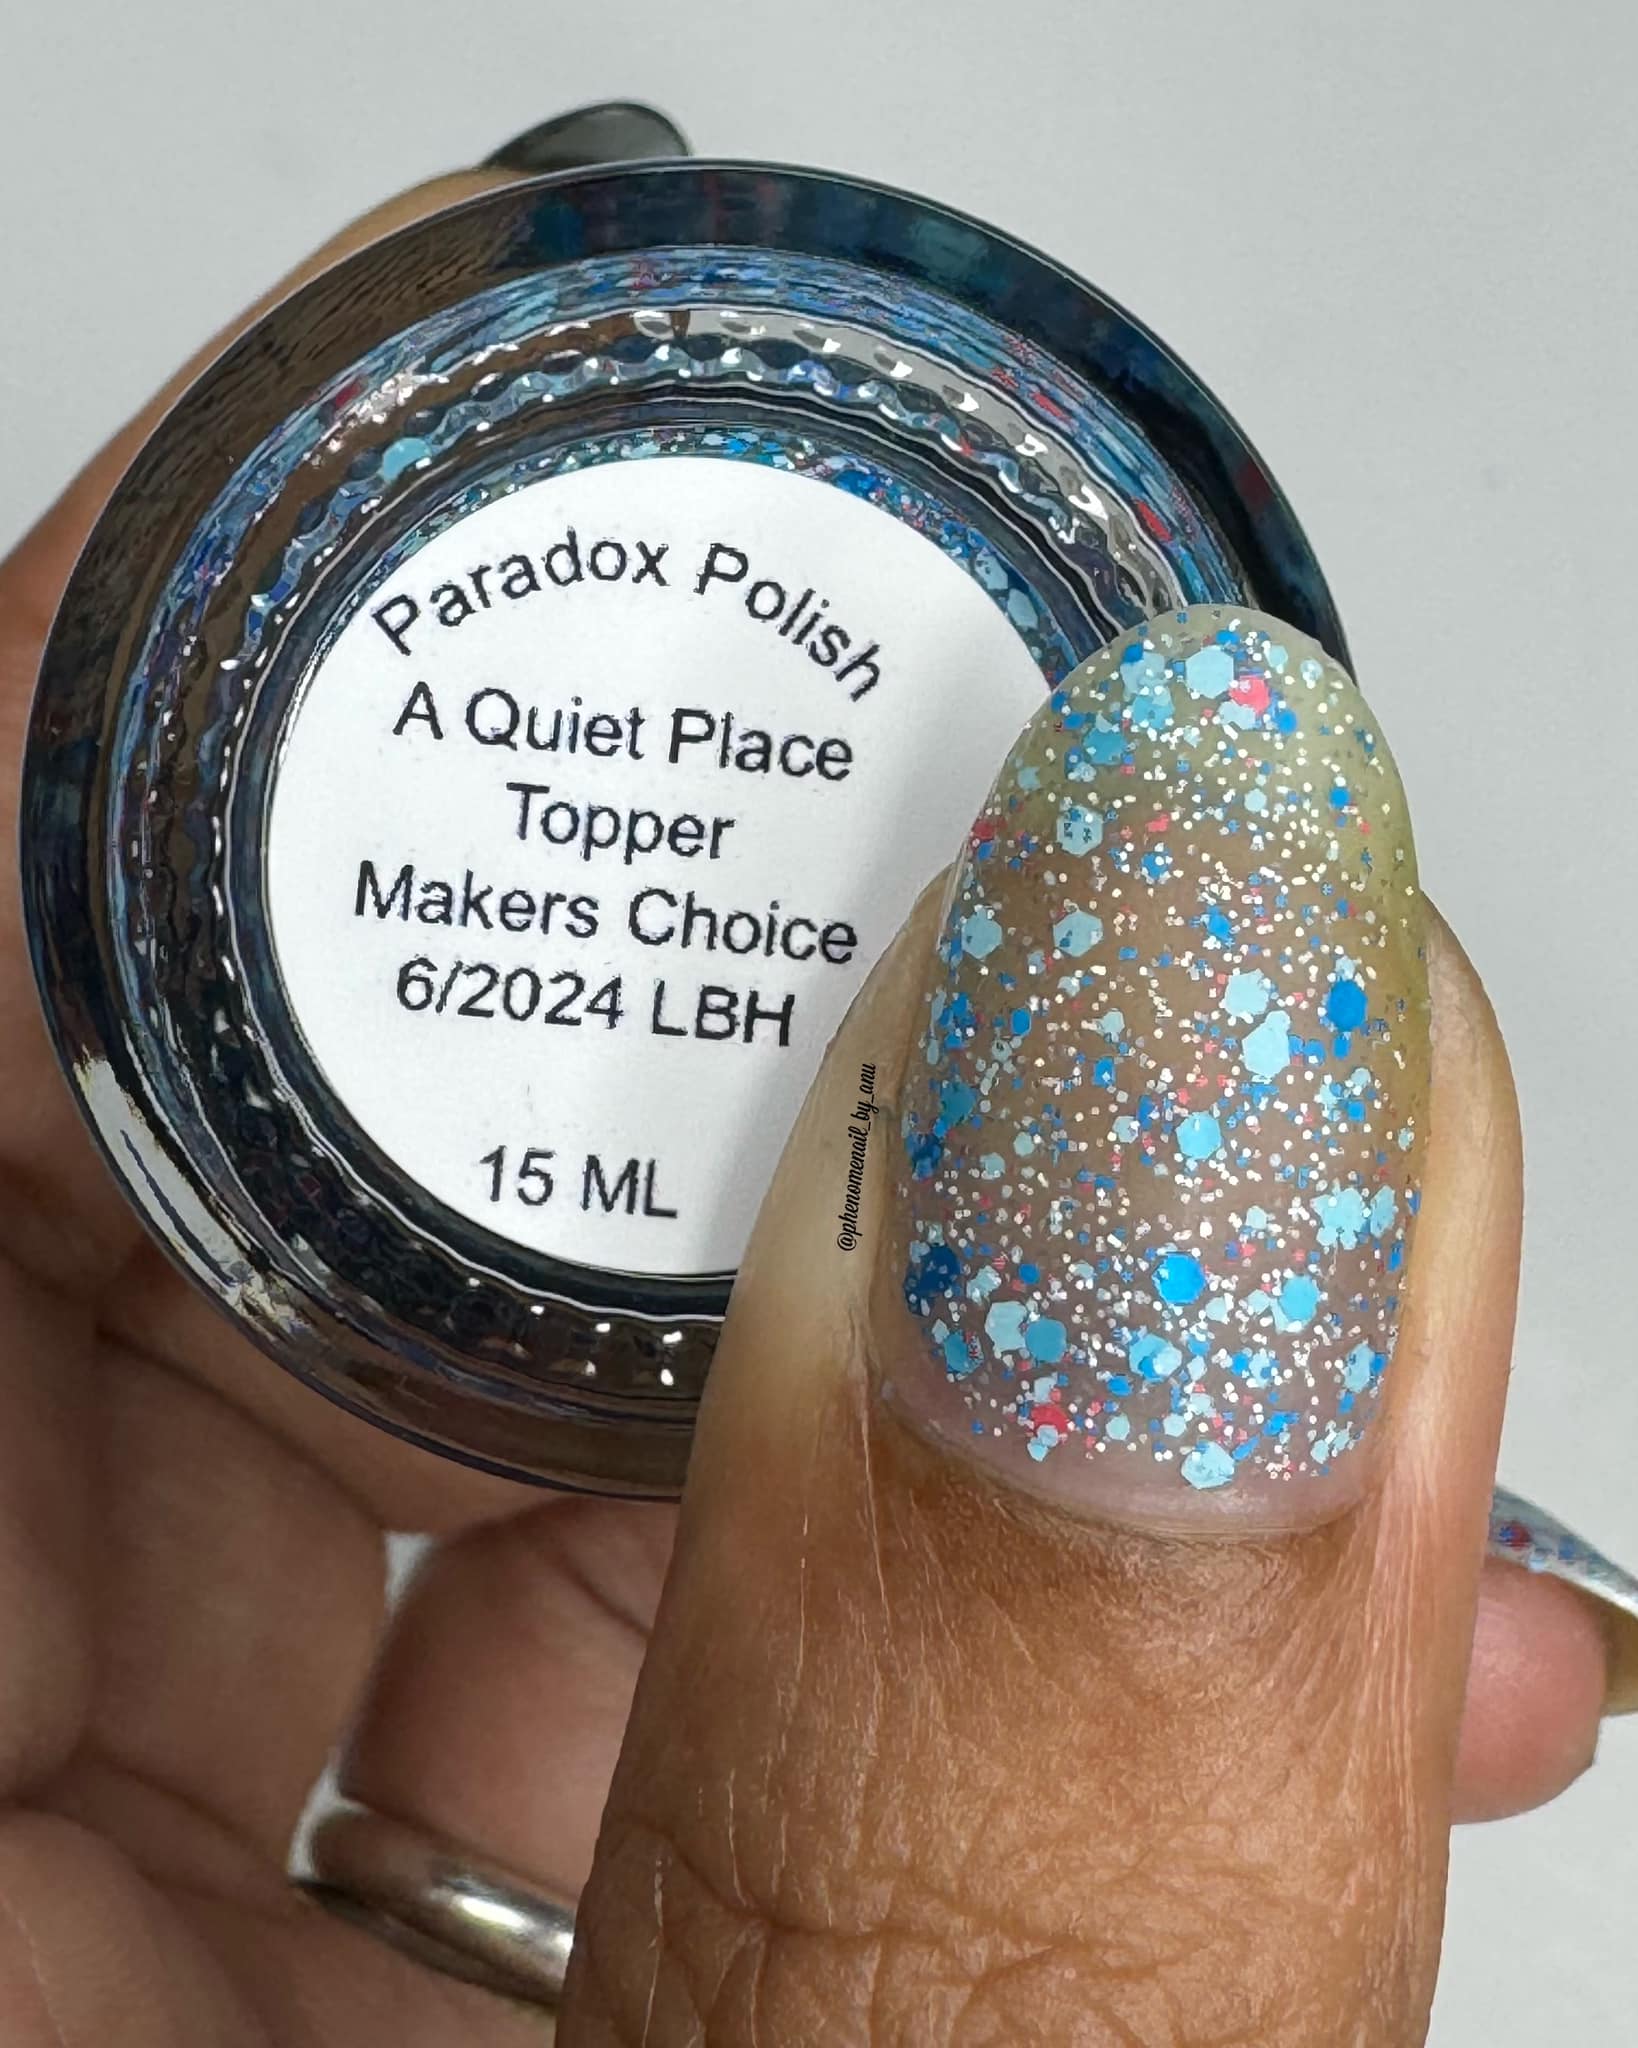 Paradox Polish
A Quiet Place
Topper
Makers Choice
6/2024 LBH
15 ML
@phenomenail_by_anu